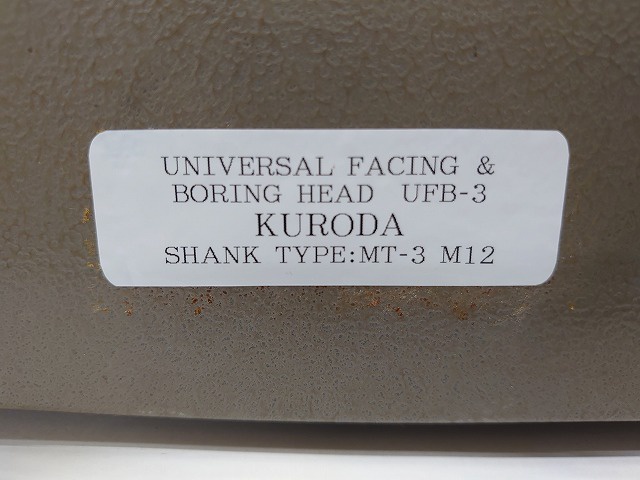 UNIVERSAL FACING &
BORING HEAD UFB-3
KURODA
SHANK TYPE:MT-3 M12